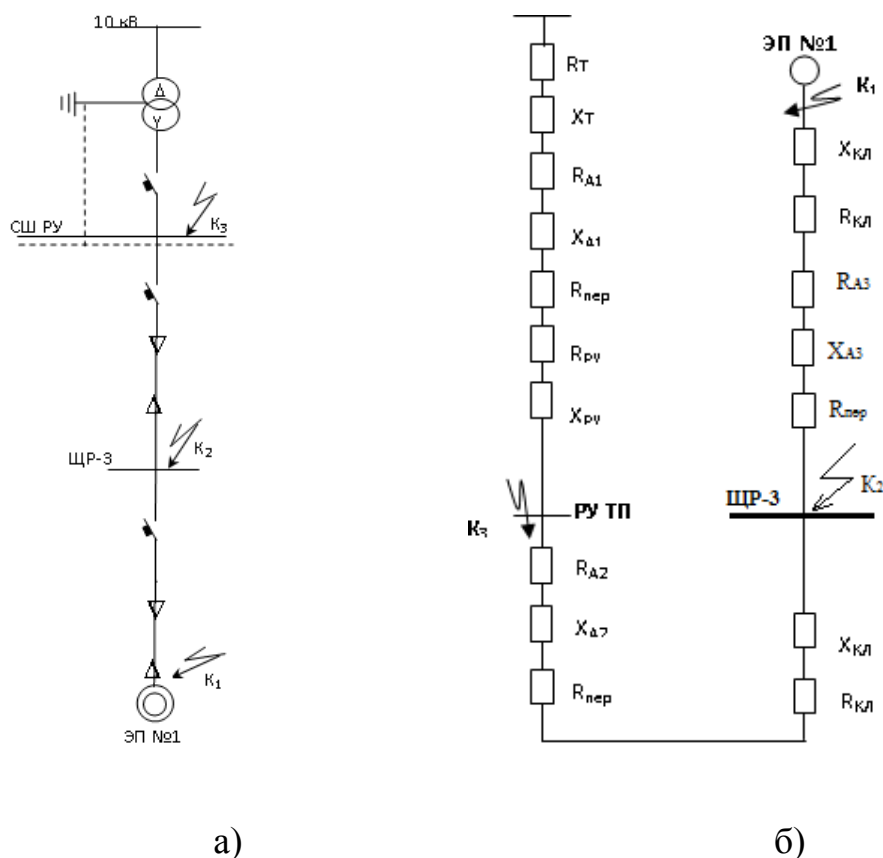 10 кВ
Δ
Y
К₃
СШ РУ
К₂
ЩР-3
К₁
ЭП №1
а)
Rт
Xт
RА1
XА1
Rпер
RРУ
XРУ
РУ ТП
К₃
RА2
XА2
Rпер
ЭП №1
К₁
XКЛ
RКЛ
RА3
XА3
Rпер
ЩР-3
К₂
XКЛ
RКЛ
б)